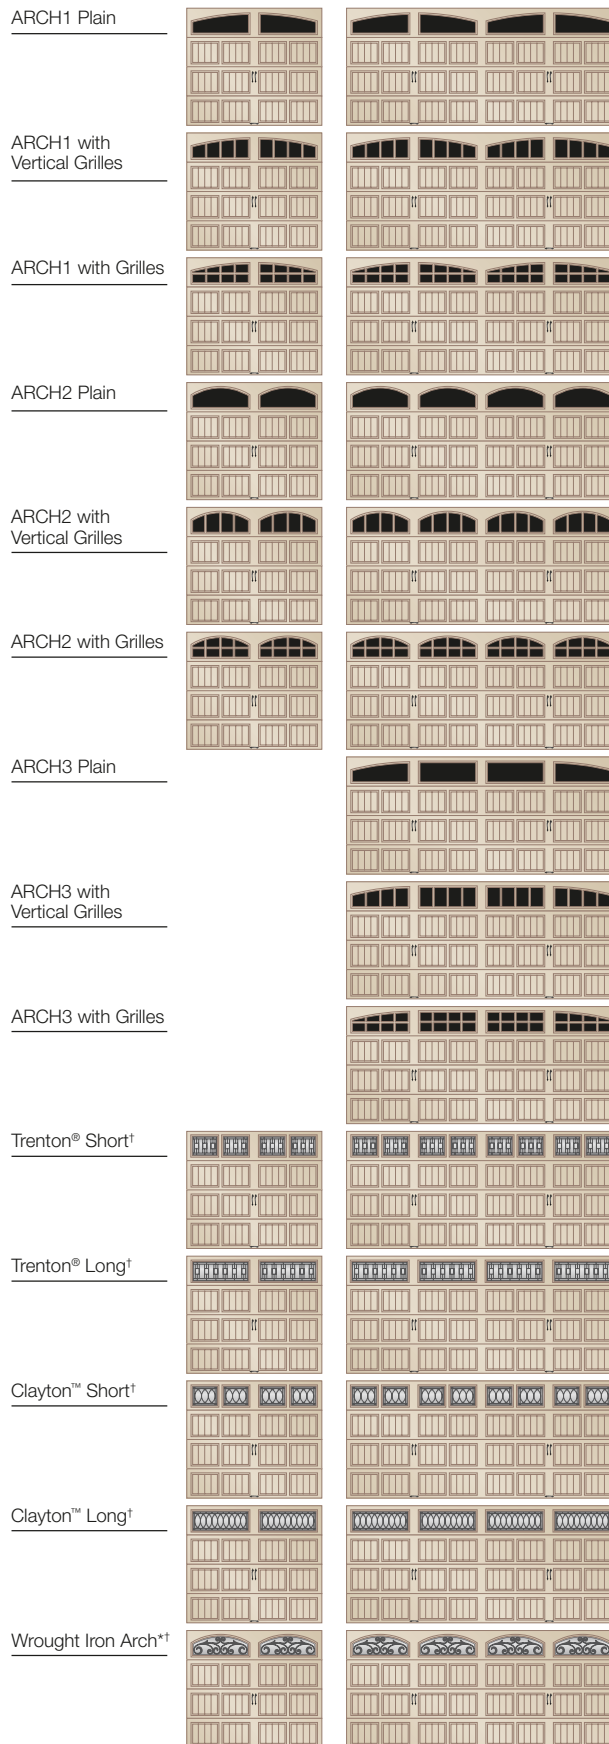 ARCH1 Plain
ARCH1 with
Vertical Grilles
ARCH1 with Grilles
ARCH2 Plain
ARCH2 with
Vertical Grilles
ARCH2 with Grilles
ARCH3 Plain
ARCH3 with
Vertical Grilles
ARCH3 with Grilles
Trenton® Short†
Trenton® Long†
Clayton™ Short†
Clayton™ Long†
Wrought Iron Arch*†